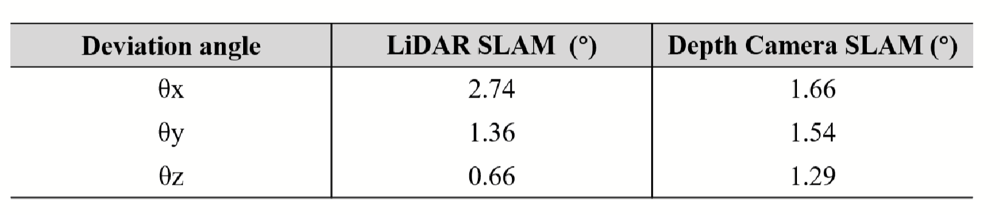 Deviation angle LiDAR SLAM (°) Depth Camera SLAM (°)
θx 2.74 1.66
θy 1.36 1.54
θz 0.66 1.29